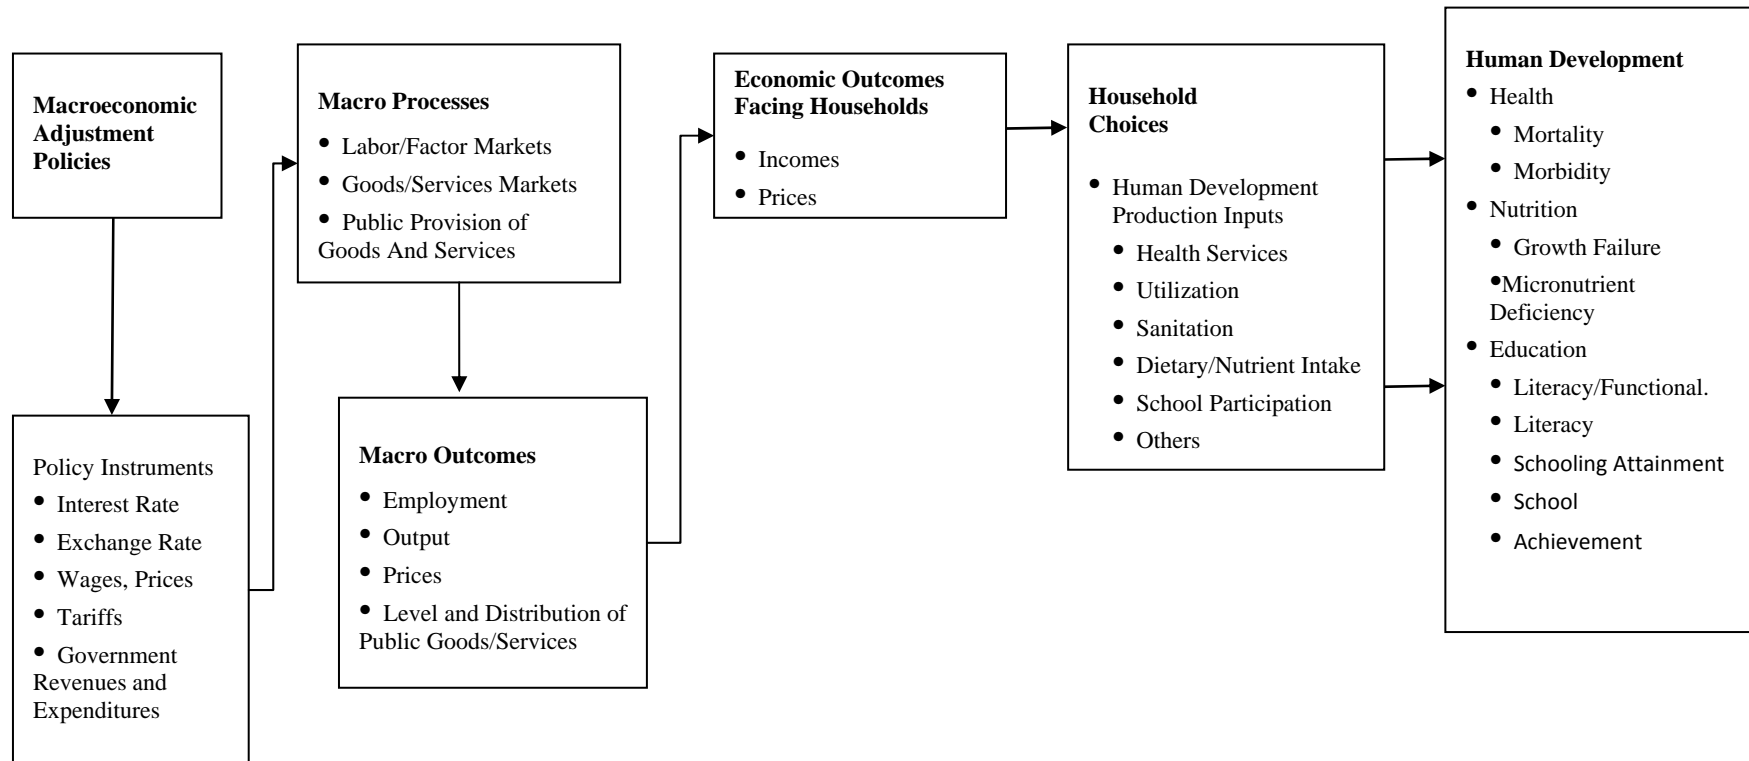 Macroeconomic
Adjustment
Policies
Policy Instruments
• Interest Rate
• Exchange Rate
• Wages, Prices
• Tariffs
• Government
Revenues and
Expenditures
Macro Processes
• Labor/Factor Markets
• Goods/Services Markets
• Public Provision of
Goods And Services
Macro Outcomes
• Employment
• Output
• Prices
• Level and Distribution of
Public Goods/Services
Economic Outcomes
Facing Households
• Incomes
• Prices
Household
Choices
• Human Development
Production Inputs
• Health Services
• Utilization
• Sanitation
• Dietary/Nutrient Intake
• School Participation
• Others
Human Development
• Health
• Mortality
• Morbidity
• Nutrition
• Growth Failure
•Micronutrient
Deficiency
• Education
• Literacy/Functional.
• Literacy
• Schooling Attainment
• School
• Achievement